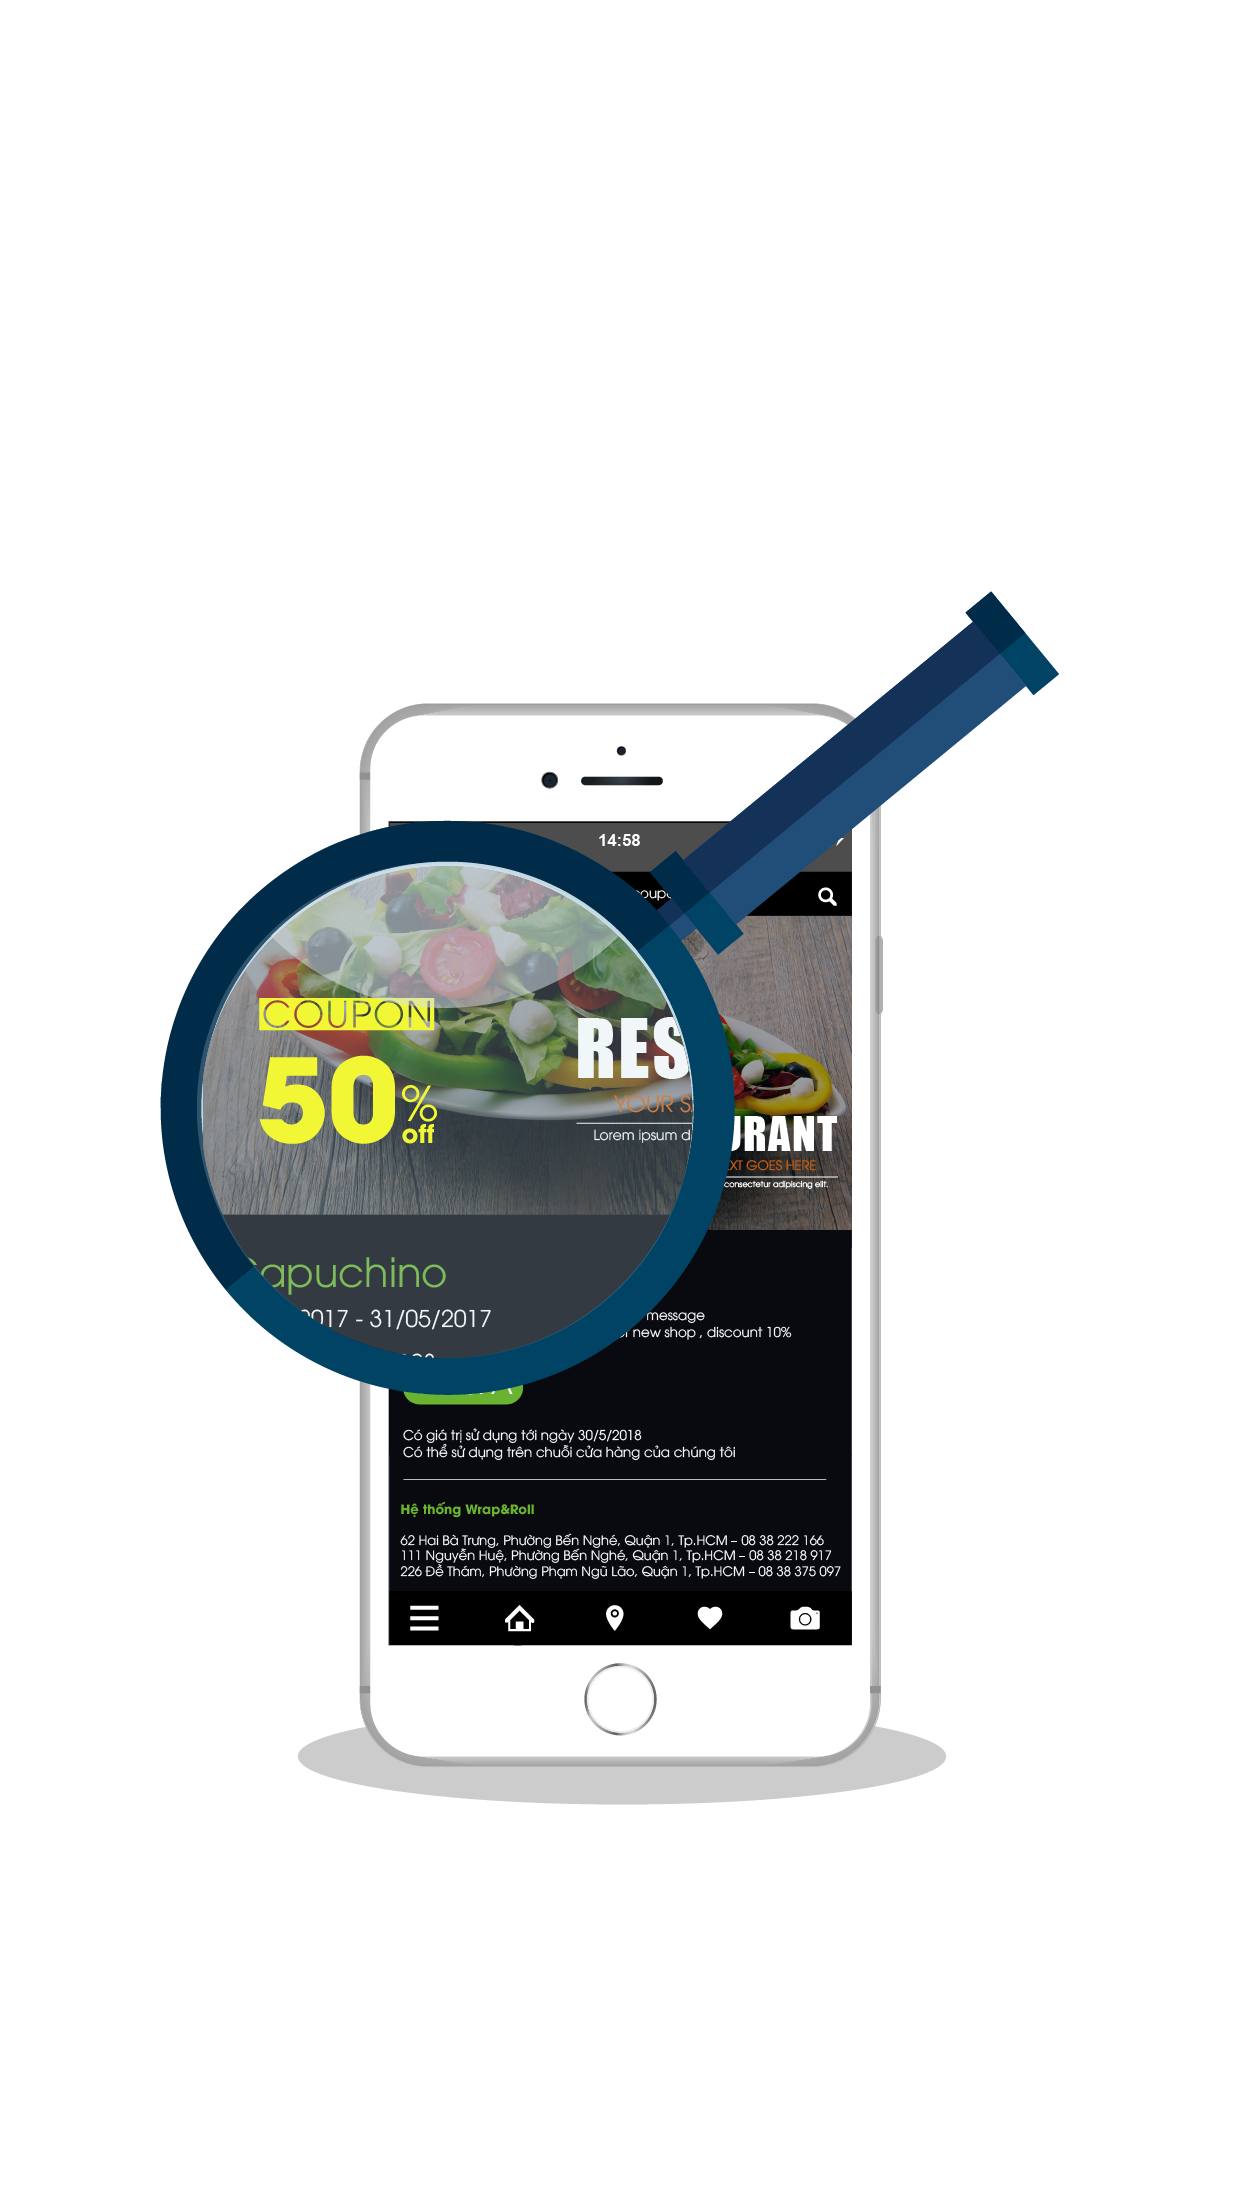 14:58
COUPON
50%
off
RES
YOUR S
Lorem ipsum
URANT
GOES HERE
consectetur adipiscing elit.
Capuchino
2017 - 31/05/2017
message
new shop , discount 10%
Có giá trị sử dụng tới ngày 30/5/2018
Có thể sử dụng trên chuỗi cửa hàng của chúng tôi
Hệ thống Wrap&Roll
62 Hai Bà Trưng, Phường Bến Nghé, Quận 1, Tp.HCM – 08 38 222 166
111 Nguyễn Huệ, Phường Bến Nghé, Quận 1, Tp.HCM – 08 38 218 917
226 Đề Thám, Phường Phạm Ngũ Lão, Quận 1, Tp.HCM – 08 38 375 097